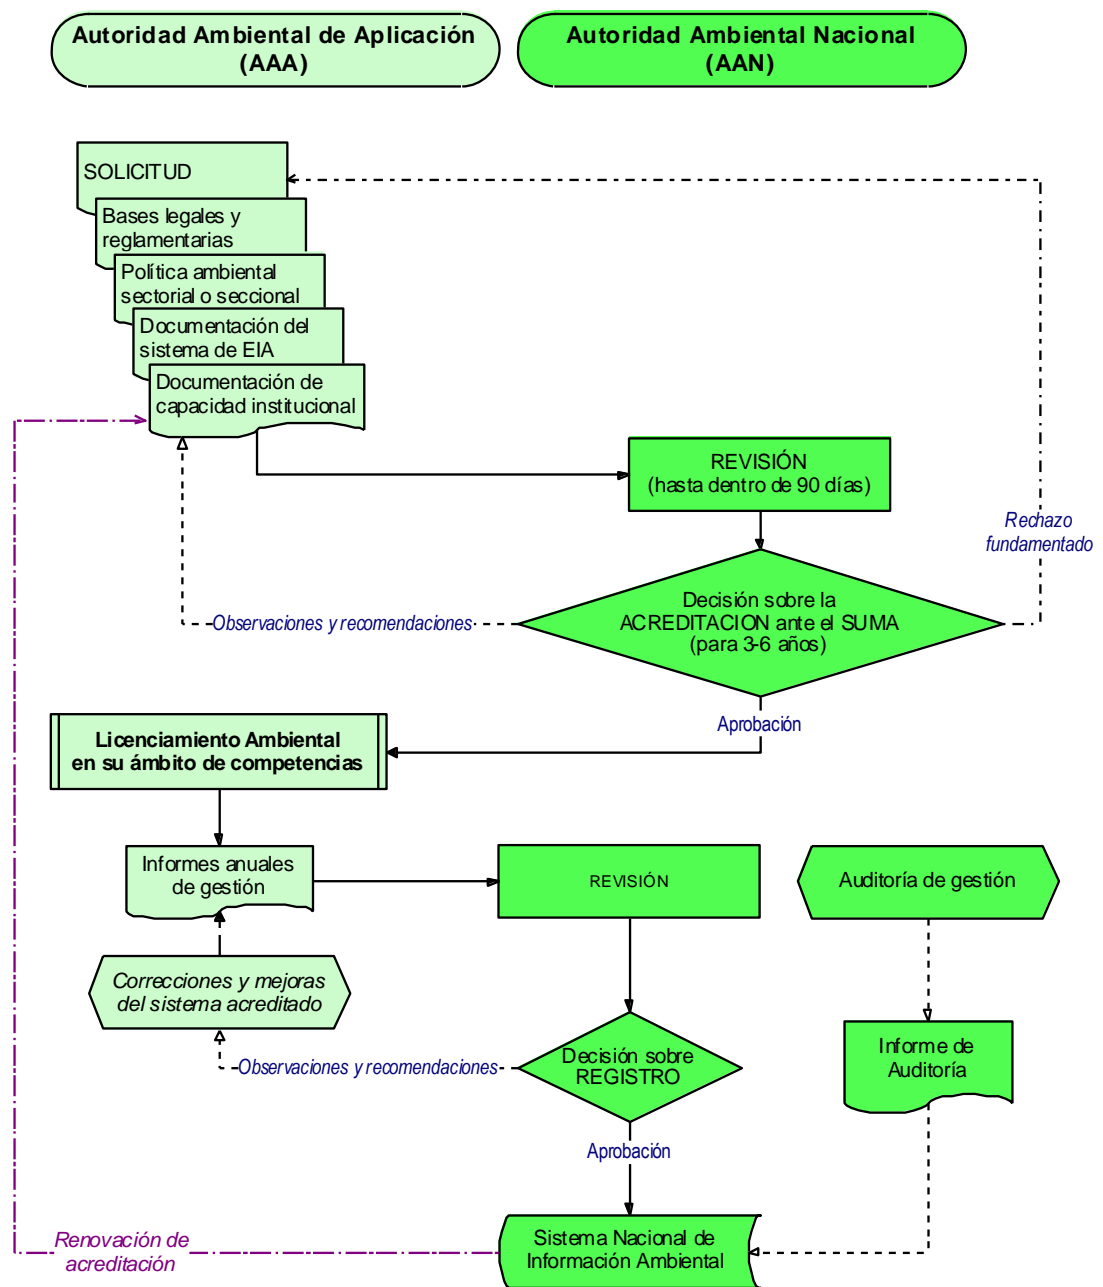 Autoridad Ambiental de Aplicación
(AAA)
Autoridad Ambiental Nacional
(AAN)
SOLICITUD
Bases legales y
reglamentarias
Política ambiental
sectorial o seccional
Documentación del
sistema de EIA
Documentación de
capacidad institucional
REVISIÓN
(hasta dentro de 90 días)
Rechazo
fundamentado
Decisión sobre la
ACREDITACION ante el SUMA
(para 3-6 años)
Observaciones y recomendaciones
Aprobación
Licenciamiento Ambiental
en su ámbito de competencias
Informes anuales
de gestión
REVISIÓN
Auditoría de gestión
Correcciones y mejoras
del sistema acreditado
Decisión sobre
REGISTRO
Observaciones y recomendaciones
Informe de
Auditoría
Aprobación
Sistema Nacional de
Información Ambiental
Renovación de
acreditación